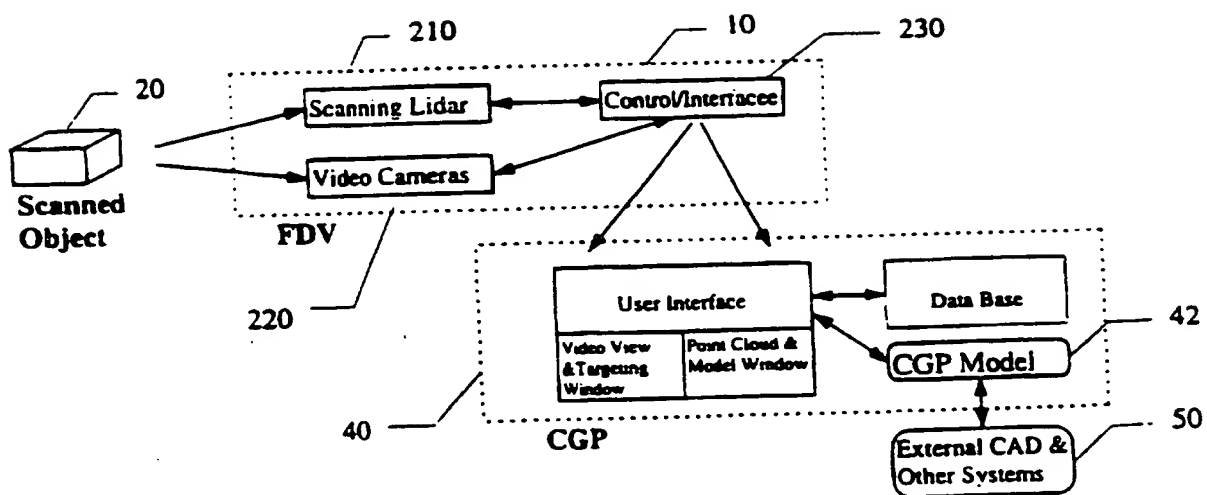 210
10
230
20
Scanning Lidar
Control/Interfacee
Video Cameras
Scanned
Object
FDV
220
User Interface
Data Base
Video View
&Targeting
Window
Point Cloud &
Model Window
42
CGP Model
40
CGP
External CAD &
Other Systems
50